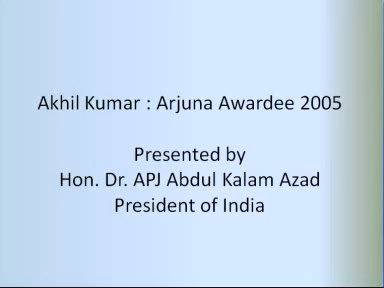 Akhil Kumar : Arjuna Awardee 2005
Presented by
Hon. Dr. APJ Abdul Kalam Azad
President of India